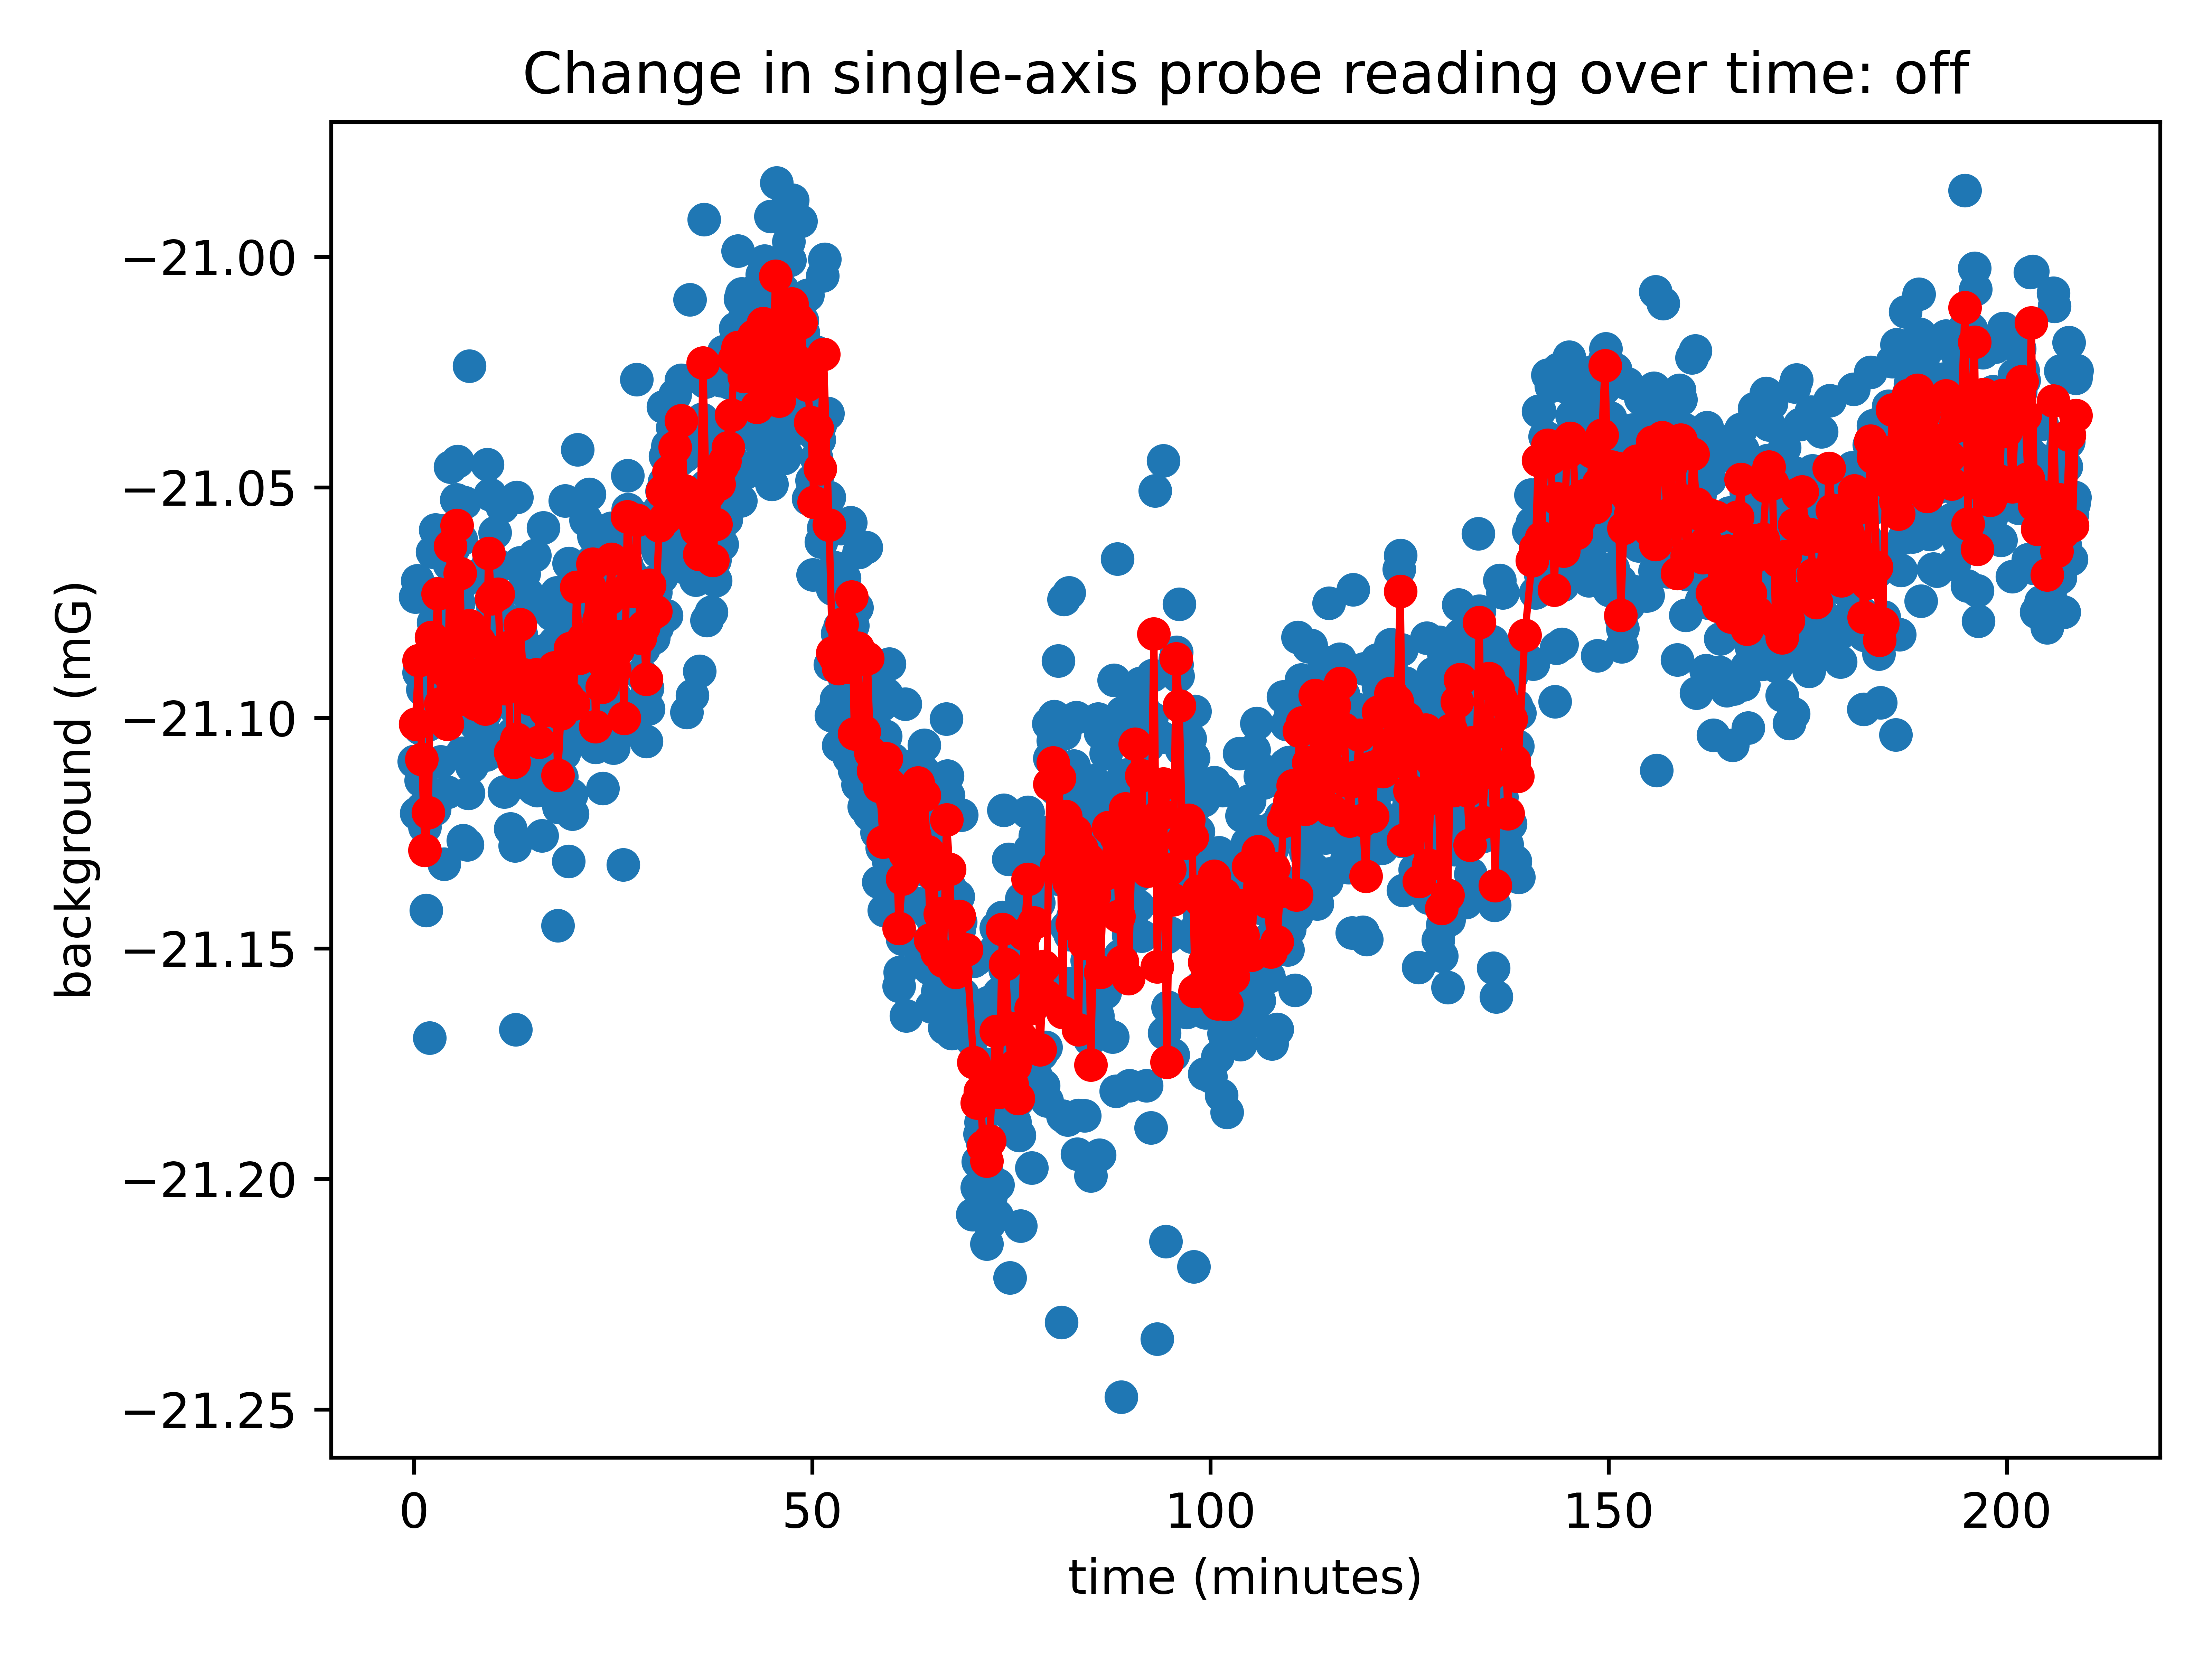 Change in single-axis probe reading over time: off
−21.00
−21.05
−21.10
−21.15
−21.20
−21.25
background (mG)
0 50 100 150 200
time (minutes)